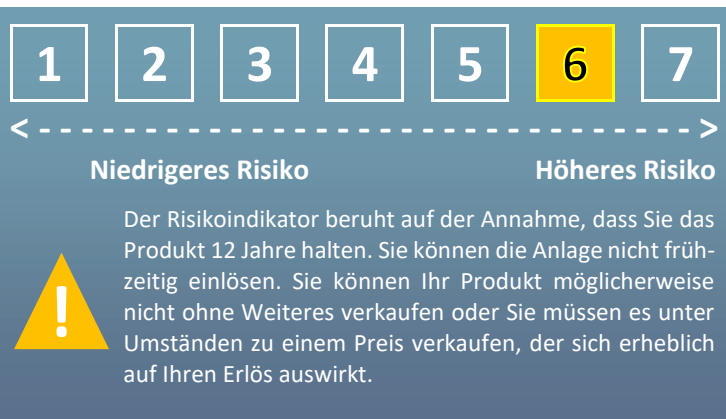 1 2 3 4 5 6 7
< - - - - - - - - - - - - - - - - - - - - - - - - - - - - - - - >
Niedrigeres Risiko Höheres Risiko
Der Risikoindikator beruht auf der Annahme, dass Sie das
Produkt 12 Jahre halten. Sie können die Anlage nicht früh-
zeitig einlösen. Sie können Ihr Produkt möglicherweise
nicht ohne Weiteres verkaufen oder Sie müssen es unter
Umständen zu einem Preis verkaufen, der sich erheblich
auf Ihren Erlös auswirkt.
!